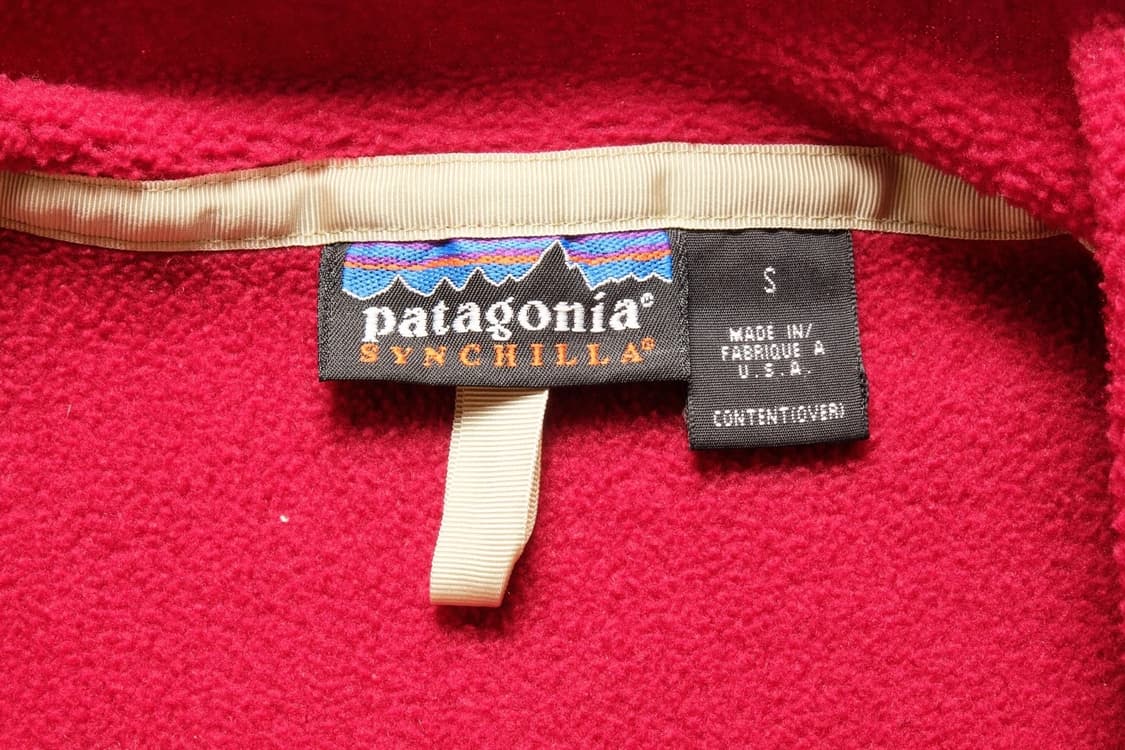 patagonia®
SYNCHILLA®
S
MADE IN/
FABRIQUE A
U.S.A.
CONTENT(OVER)